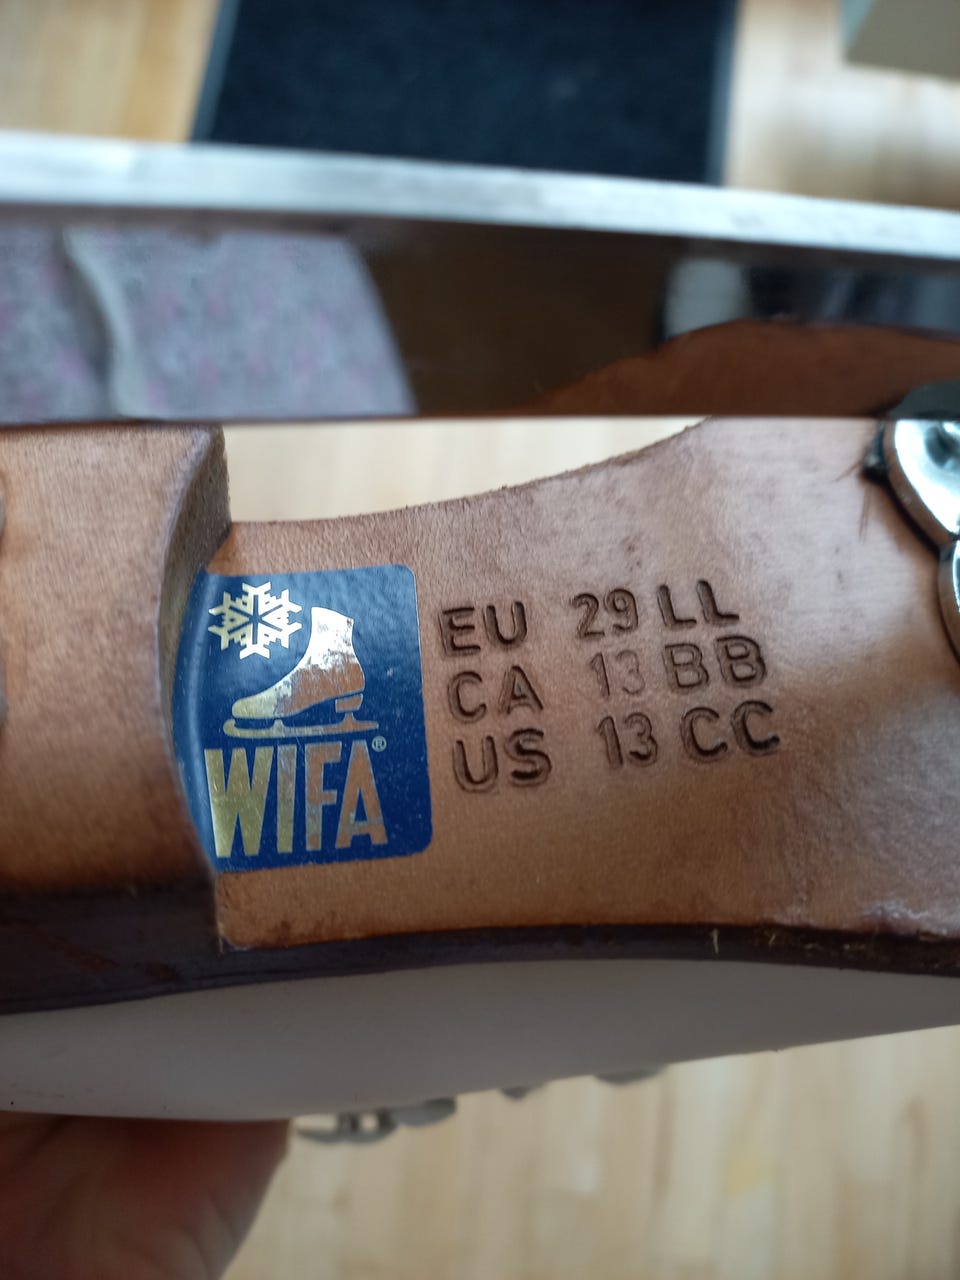 WIFA®
EU 29 LL
CA 13 BB
US 13 CC